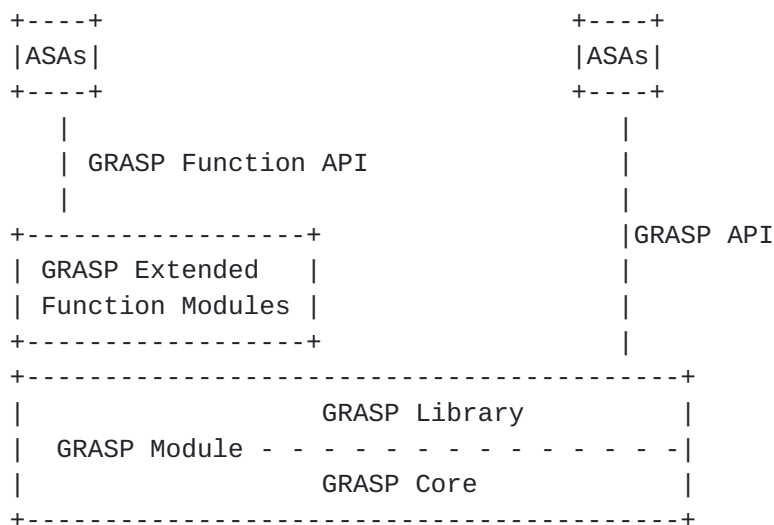 +----+                              +----+
|ASAs|                              |ASAs|
+----+                              +----+
   |                                   |
   | GRASP Function API                |
   |                                   |
+------------------+                   |GRASP API
| GRASP Extended   |                   |
| Function Modules |                   |
+------------------+                   |
+------------------------------------------+
|                   GRASP Library          |
|  GRASP Module - - - - - - - - - - - - - -|
|                   GRASP Core             |
+------------------------------------------+